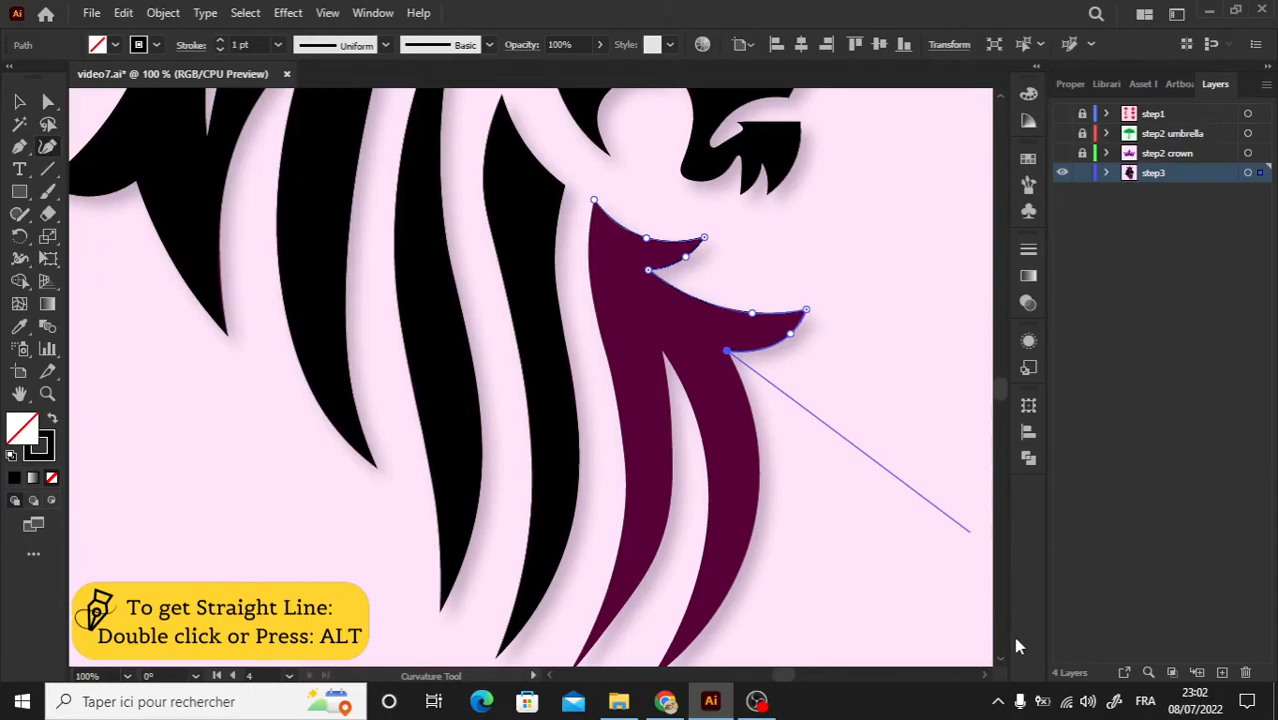 Ai File Edit Object Type Select Effect View Window Help
Path Stroke: 1 pt Uniform Basic Opacity: 100% Style: Transform
video7.ai* @ 100 % (RGB/CPU Preview)
Proper Librari Asset I Artboa Layers
step1
step2 umbrella
step2 crown
step3
To get Straight Line:
Double click or Press: ALT
4 Layers
100% 0° 4 Curvature Tool
Taper ici pour rechercher
Ai
FRA
23:02
08/07/2022